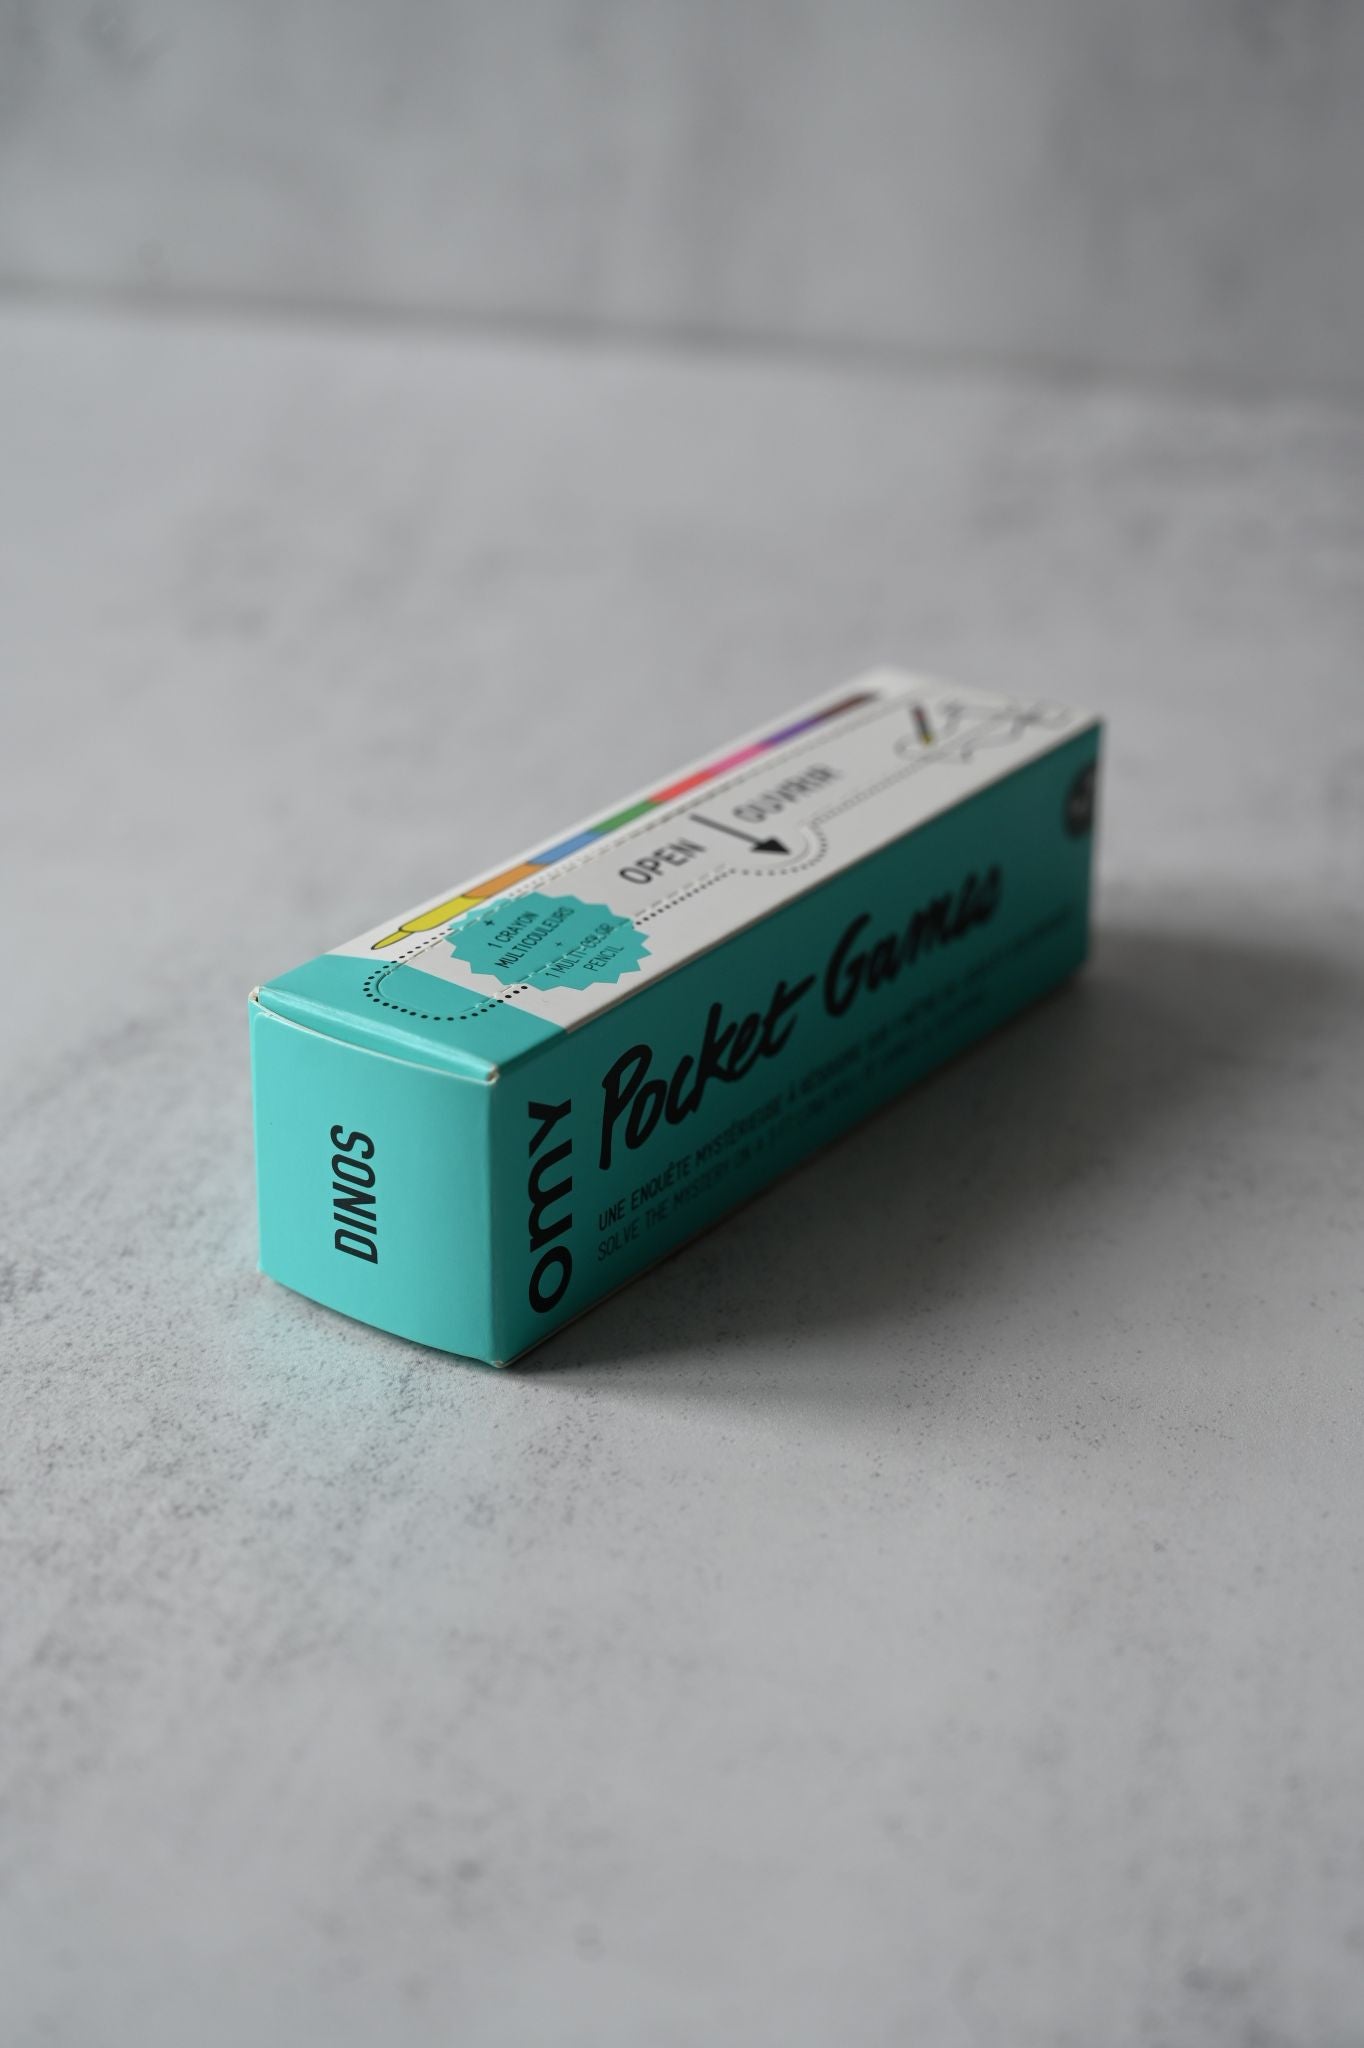 +
1 CRAYON
MULTICOULEURS
+
1 MULTI-COLOR
PENCIL
OPEN
OUVRIR
DINOS
omy
Pocket Games
UNE ENQUÊTE MYSTÉRIEUSE À
SOLVE THE MYSTERY ON A